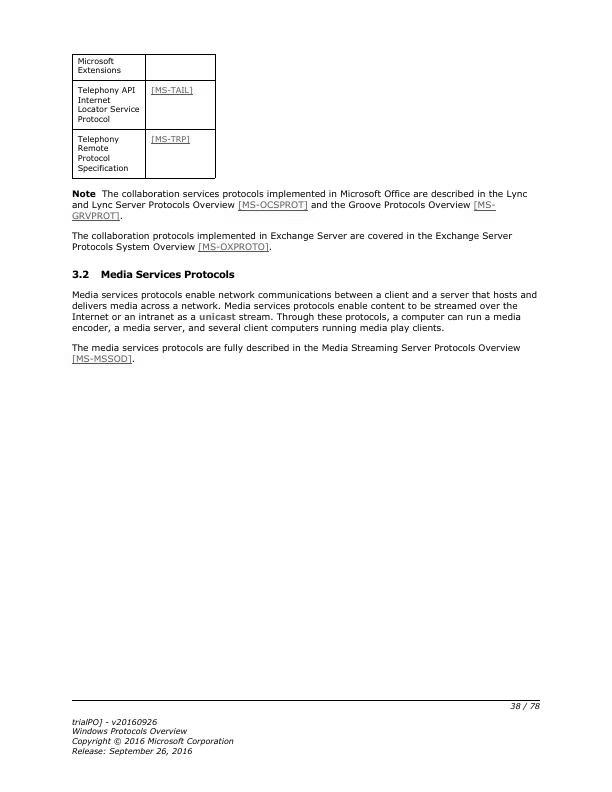 Microsoft
Extensions
Telephony API
Internet
Locator Service
Protocol
[MS-TAIL]
Telephony
Remote
Protocol
Specification
[MS-TRP]
Note  The collaboration services protocols implemented in Microsoft Office are described in the Lync
and Lync Server Protocols Overview [MS-OCSPROT] and the Groove Protocols Overview [MS-
GRVPROT].
The collaboration protocols implemented in Exchange Server are covered in the Exchange Server
Protocols System Overview [MS-OXPROTO].
3.2 Media Services Protocols
Media services protocols enable network communications between a client and a server that hosts and
delivers media across a network. Media services protocols enable content to be streamed over the
Internet or an intranet as a unicast stream. Through these protocols, a computer can run a media
encoder, a media server, and several client computers running media play clients.
The media services protocols are fully described in the Media Streaming Server Protocols Overview
[MS-MSSOD].
38 / 78
trialPO] - v20160926
Windows Protocols Overview
Copyright © 2016 Microsoft Corporation
Release: September 26, 2016